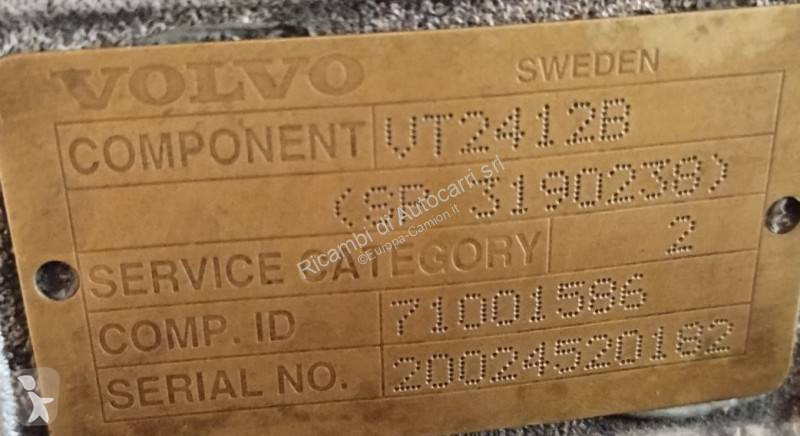 VOLVO SWEDEN
COMPONENT VT2412B
(SP 3190238)
SERVICE CATEGORY 2
COMP. ID 71001586
SERIAL NO. 20024520182
Ricambi di Autocarri srl
©Europa-Camion.it